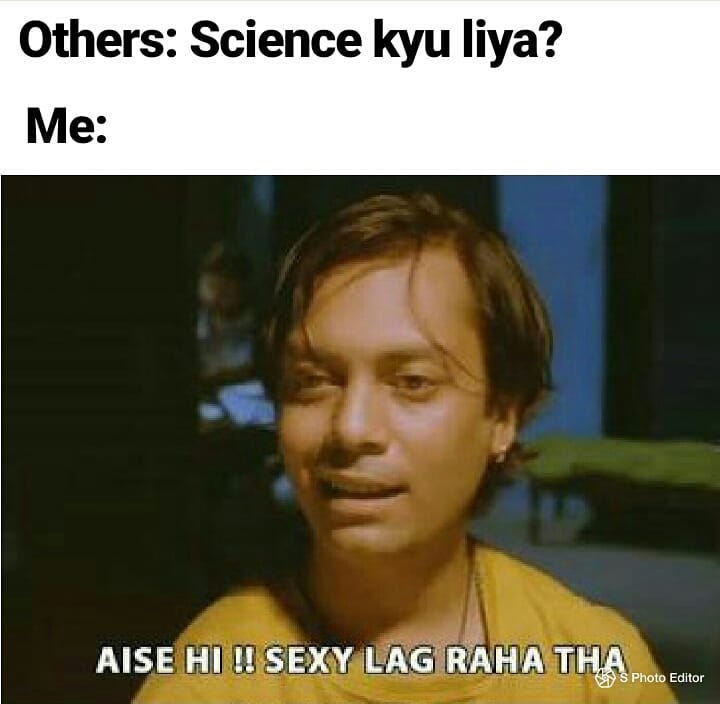 Others: Science kyu liya?
Me:
AISE HI !! SEXY LAG RAHA THA
S Photo Editor